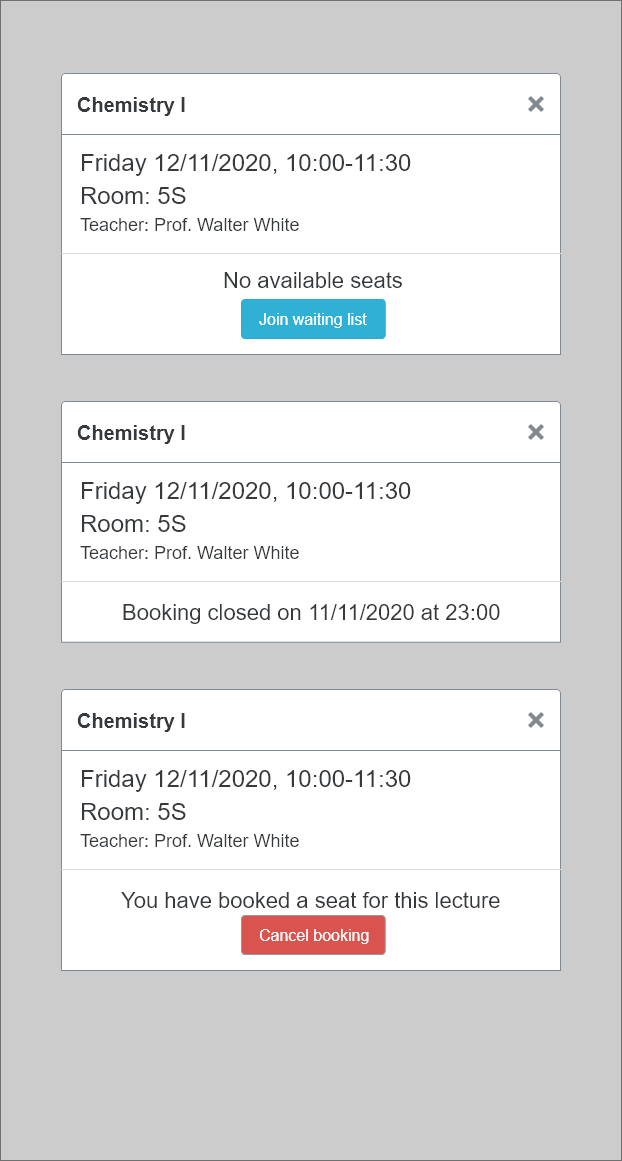 Chemistry I
Friday 12/11/2020, 10:00-11:30
Room: 5S
Teacher: Prof. Walter White
No available seats
Join waiting list
Chemistry I
Friday 12/11/2020, 10:00-11:30
Room: 5S
Teacher: Prof. Walter White
Booking closed on 11/11/2020 at 23:00
Chemistry I
Friday 12/11/2020, 10:00-11:30
Room: 5S
Teacher: Prof. Walter White
You have booked a seat for this lecture
Cancel booking